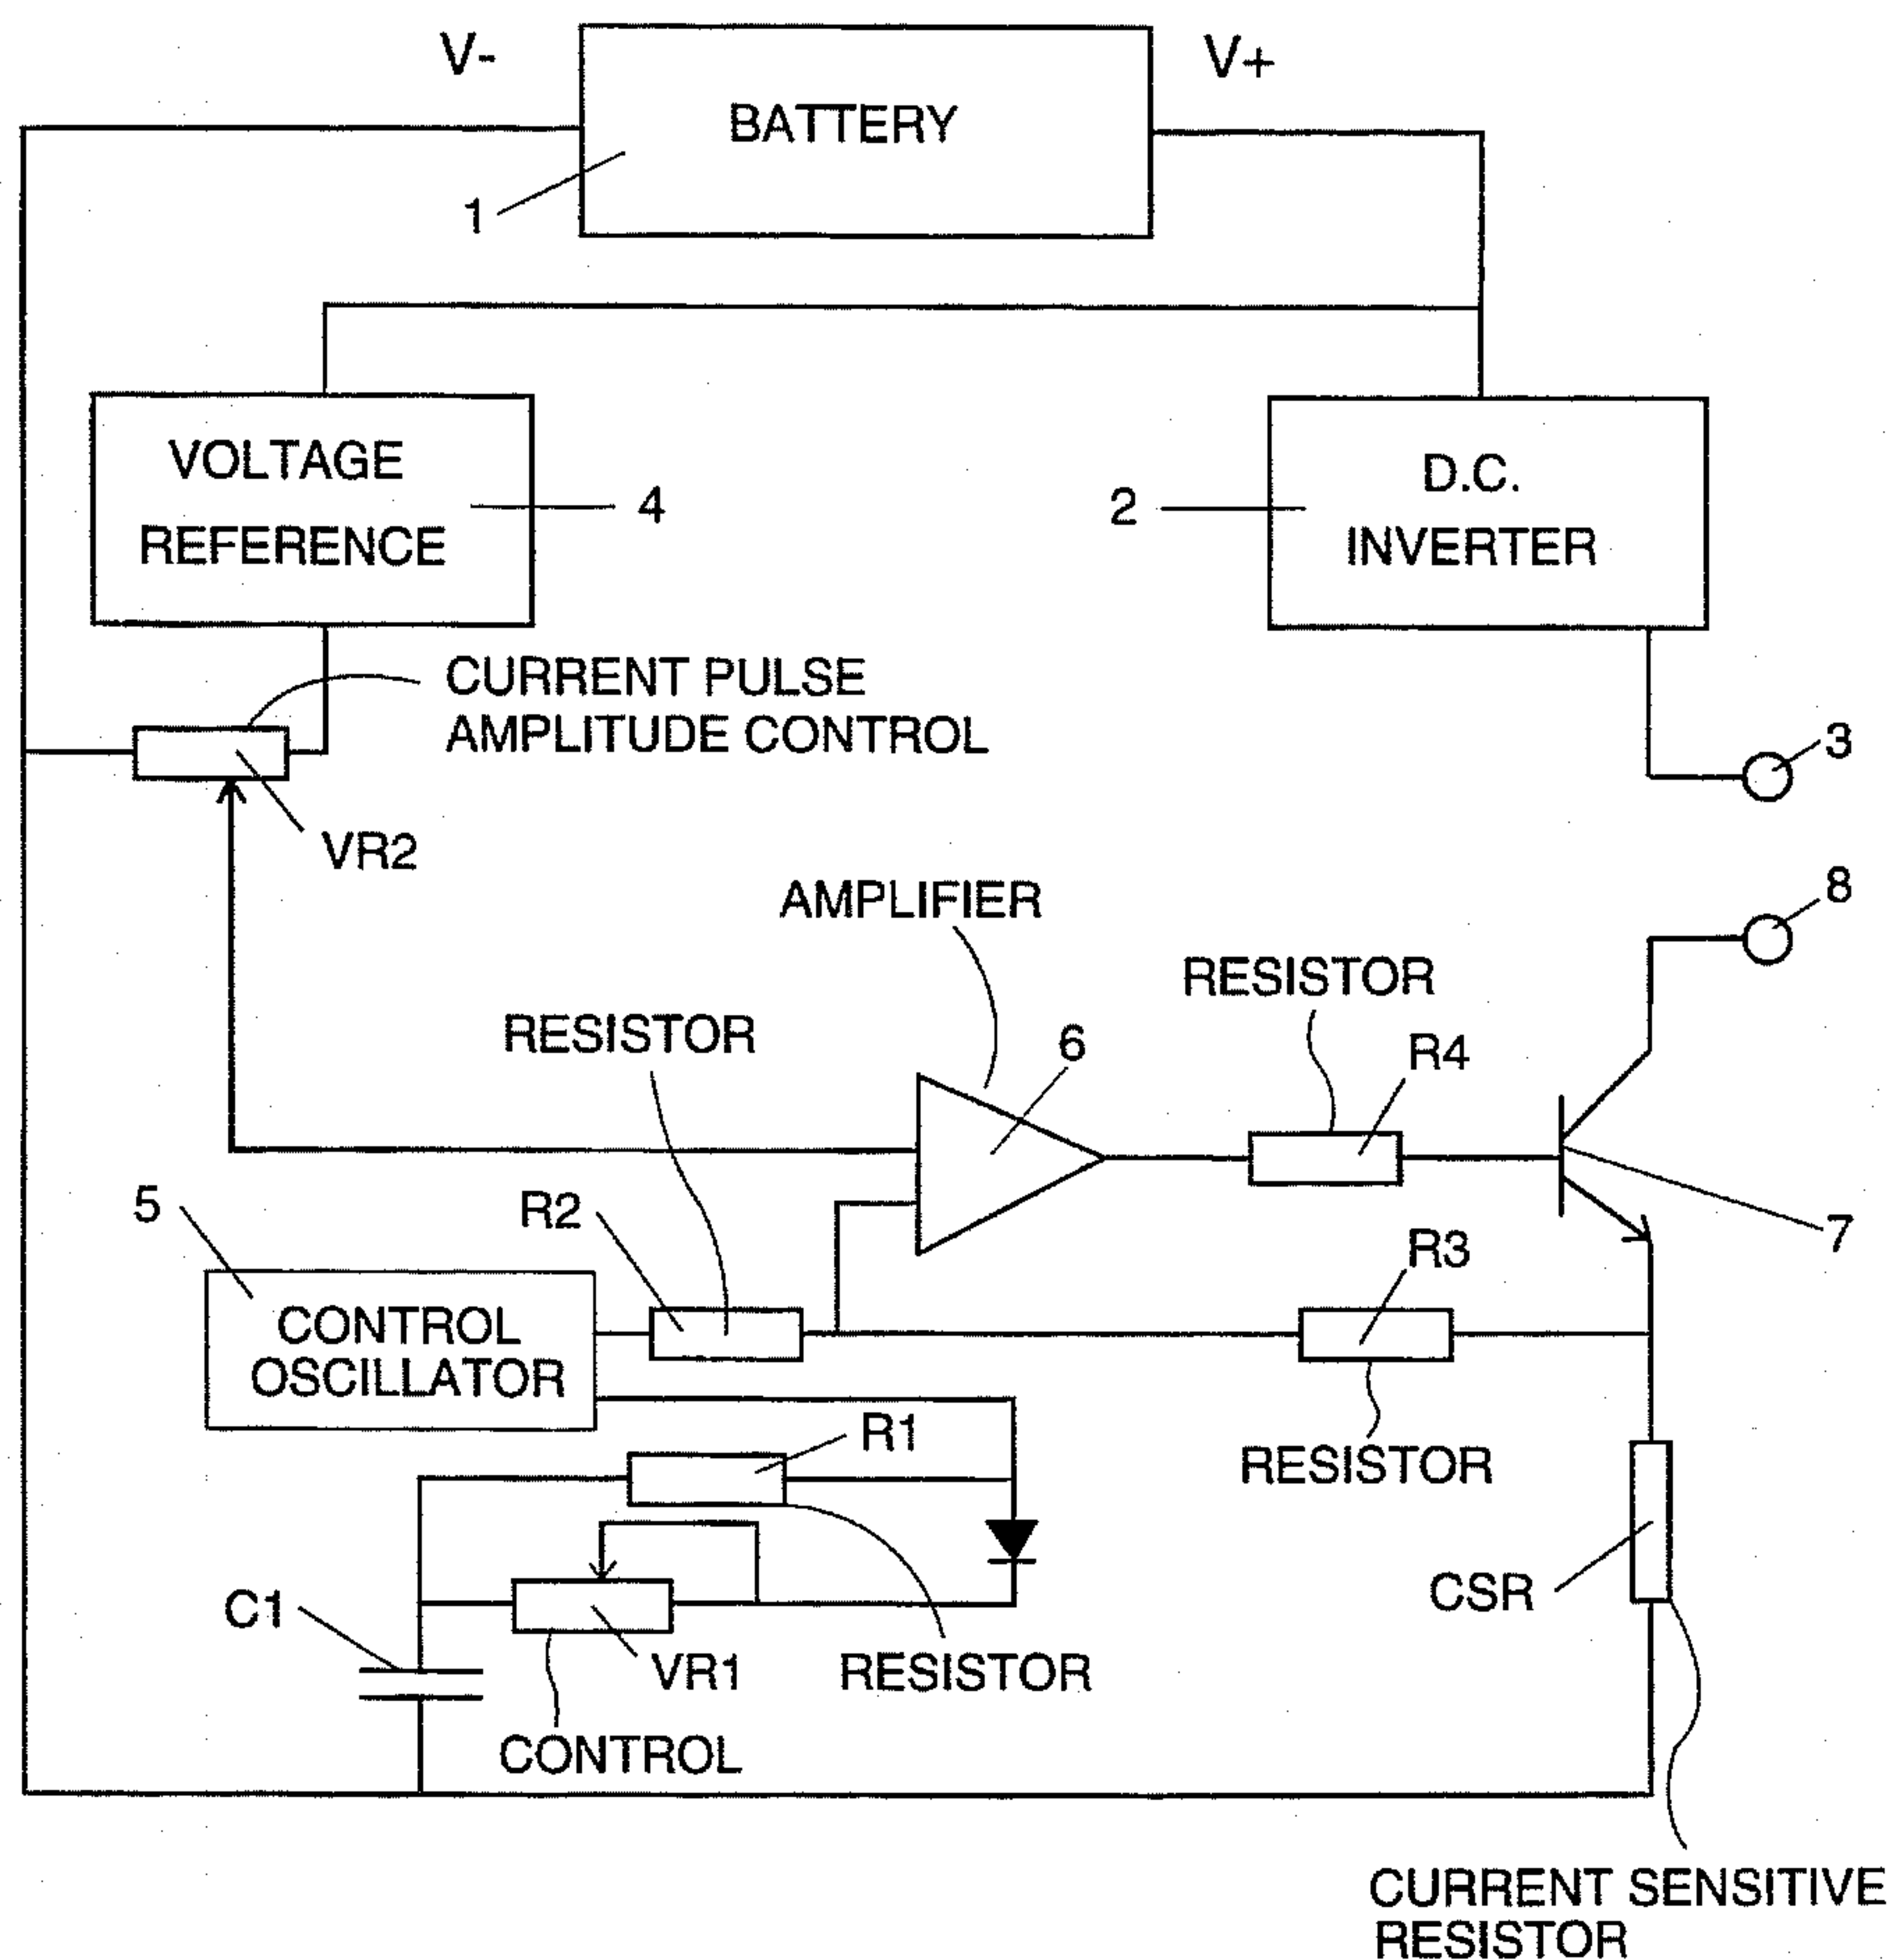 V-
V+
BATTERY
1
VOLTAGE
REFERENCE
4
2
D.C.
INVERTER
CURRENT PULSE
AMPLITUDE CONTROL
3
VR2
8
AMPLIFIER
RESISTOR
RESISTOR
6
R4
5
R2
7
R3
CONTROL
OSCILLATOR
R1
RESISTOR
C1
CSR
VR1
RESISTOR
CONTROL
CURRENT SENSITIVE
RESISTOR